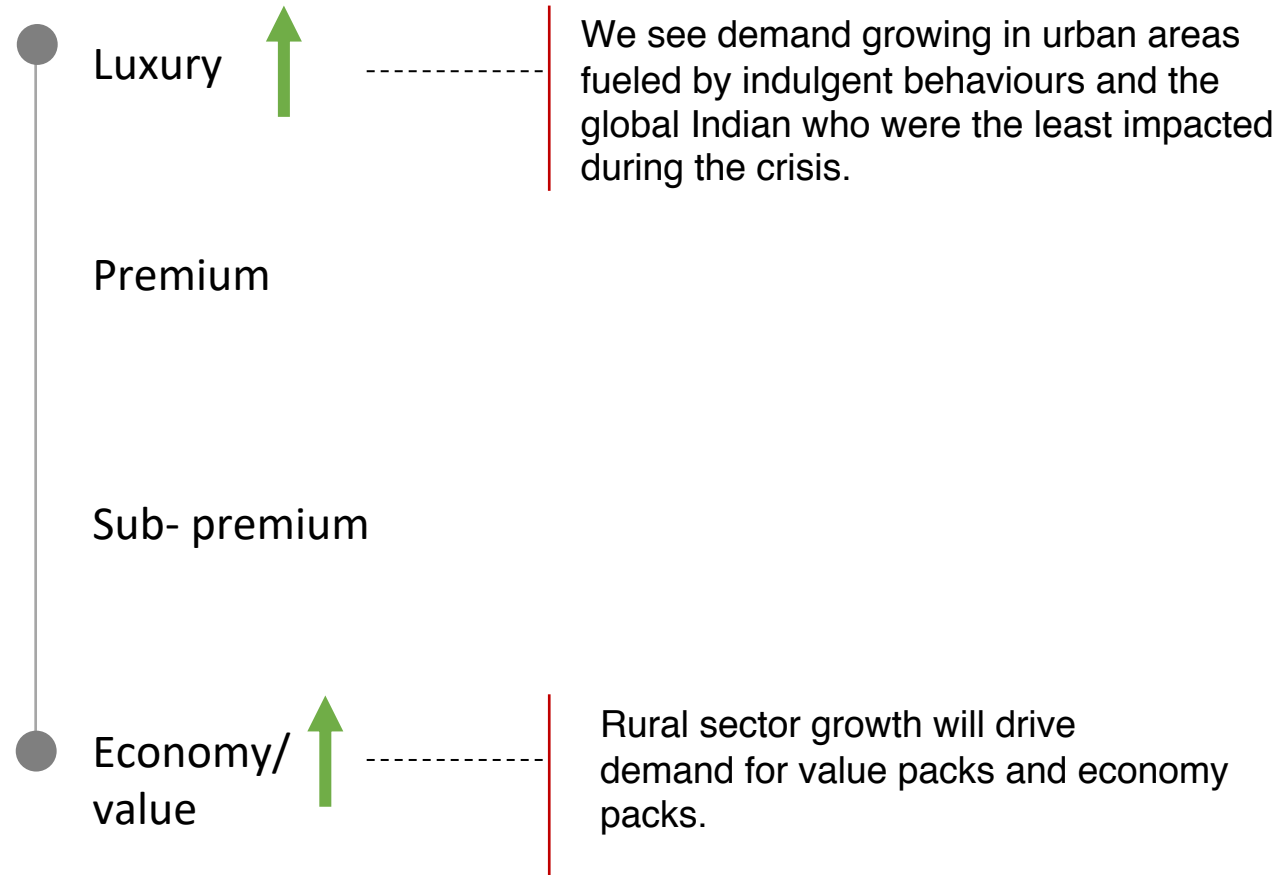 Luxury
We see demand growing in urban areas
fueled by indulgent behaviours and the
global Indian who were the least impacted
during the crisis.
Premium
Sub- premium
Economy/
value
Rural sector growth will drive
demand for value packs and economy
packs.